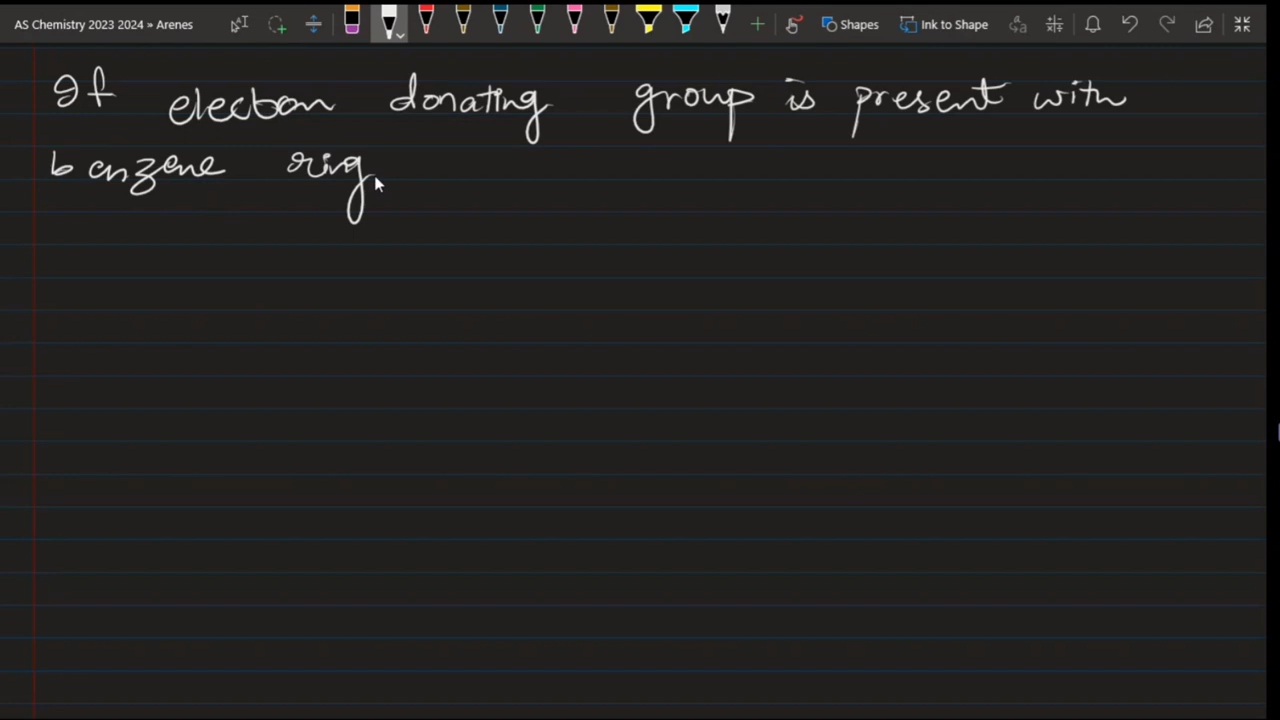 AS Chemistry 2023 2024 » Arenes
Shapes
Ink to Shape
If electron donating group is present with
benzene ring